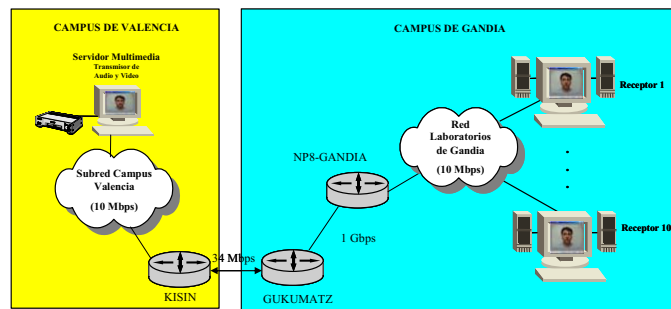 CAMPUS DE VALENCIA
Servidor Multimedia
Transmisor de
Audio y Video
Subred Campus
Valencia
(10 Mbps)
KISIN
34 Mbps
CAMPUS DE GANDIA
GUKUMATZ
1 Gbps
NP8-GANDIA
Red
Laboratorios
de Gandia
(10 Mbps)
Receptor 1
Receptor 10